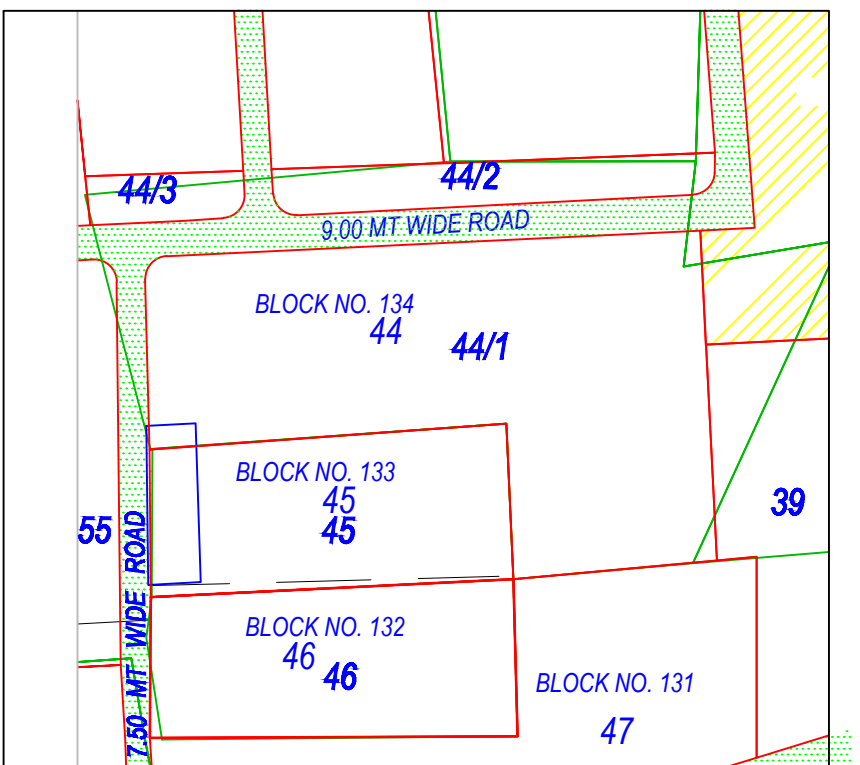 44/3
44/2
9.00 MT WIDE ROAD
BLOCK NO. 134
44
44/1
BLOCK NO. 133
45
45
39
55
7.50 MT WIDE ROAD
BLOCK NO. 132
46
46
BLOCK NO. 131
47